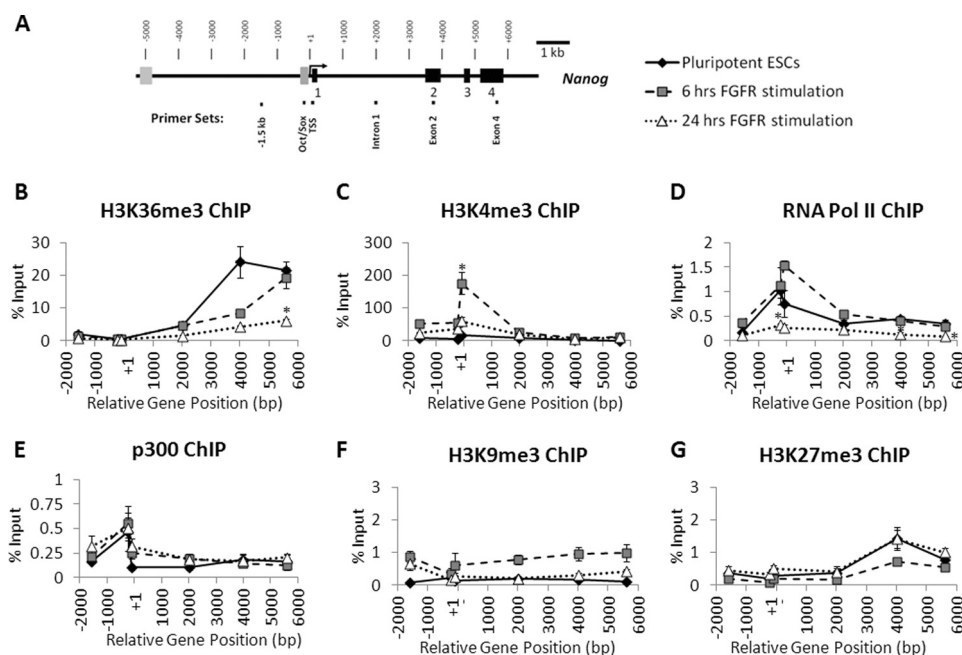 A
-5000 -4000 -3000 -2000 -1000 +1 +1000 +2000 +3000 +4000 +5000 +6000
1 kb
Nanog
1 2 3 4
Primer Sets: -1.5 kb Oct/Sox TSS Intron 1 Exon 2 Exon 4
Pluripotent ESCs
6 hrs FGFR stimulation
24 hrs FGFR stimulation
B
H3K36me3 ChIP
% Input
30
20
10
0
*
-2000 -1000 +1 1000 2000 3000 4000 5000 6000
Relative Gene Position (bp)
C
H3K4me3 ChIP
% Input
300
200
100
0
*
-2000 -1000 +1 1000 2000 3000 4000 5000 6000
Relative Gene Position (bp)
D
RNA Pol II ChIP
% Input
2
1.5
1
0.5
0
* * *
-2000 -1000 +1 1000 2000 3000 4000 5000 6000
Relative Gene Position (bp)
E
p300 ChIP
% Input
1
0.75
0.5
0.25
0
-2000 -1000 +1 1000 2000 3000 4000 5000 6000
Relative Gene Position (bp)
F
H3K9me3 ChIP
% Input
3
2
1
0
-2000 -1000 +1 1000 2000 3000 4000 5000 6000
Relative Gene Position (bp)
G
H3K27me3 ChIP
% Input
3
2
1
0
-2000 -1000 +1 1000 2000 3000 4000 5000 6000
Relative Gene Position (bp)